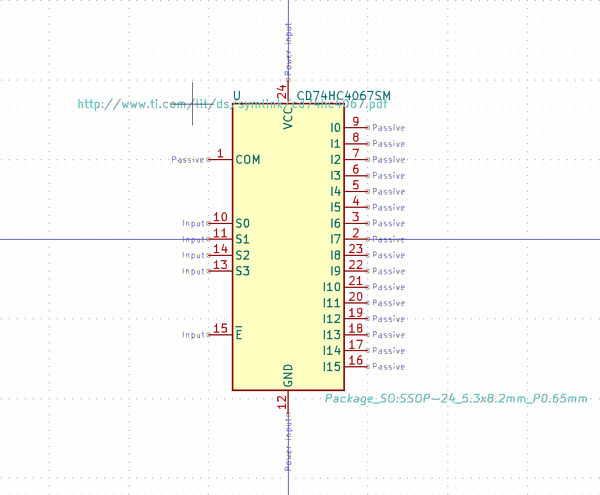 Power input
24
VCC
U CD74HC4067SM
http://www.ti.com/lit/ds/symlink/cd74hc4067.pdf
I0 9 Passive
I1 8 Passive
Passive 1 COM I2 7 Passive
I3 6 Passive
I4 5 Passive
I5 4 Passive
Input 10 S0 I6 3 Passive
Input 11 S1 I7 2 Passive
Input 14 S2 I8 23 Passive
Input 13 S3 I9 22 Passive
I10 21 Passive
I11 20 Passive
I12 19 Passive
Input 15 E̅ I13 18 Passive
I14 17 Passive
I15 16 Passive
GND
12
Package_SO:SSOP-24_5.3x8.2mm_P0.65mm
Power input